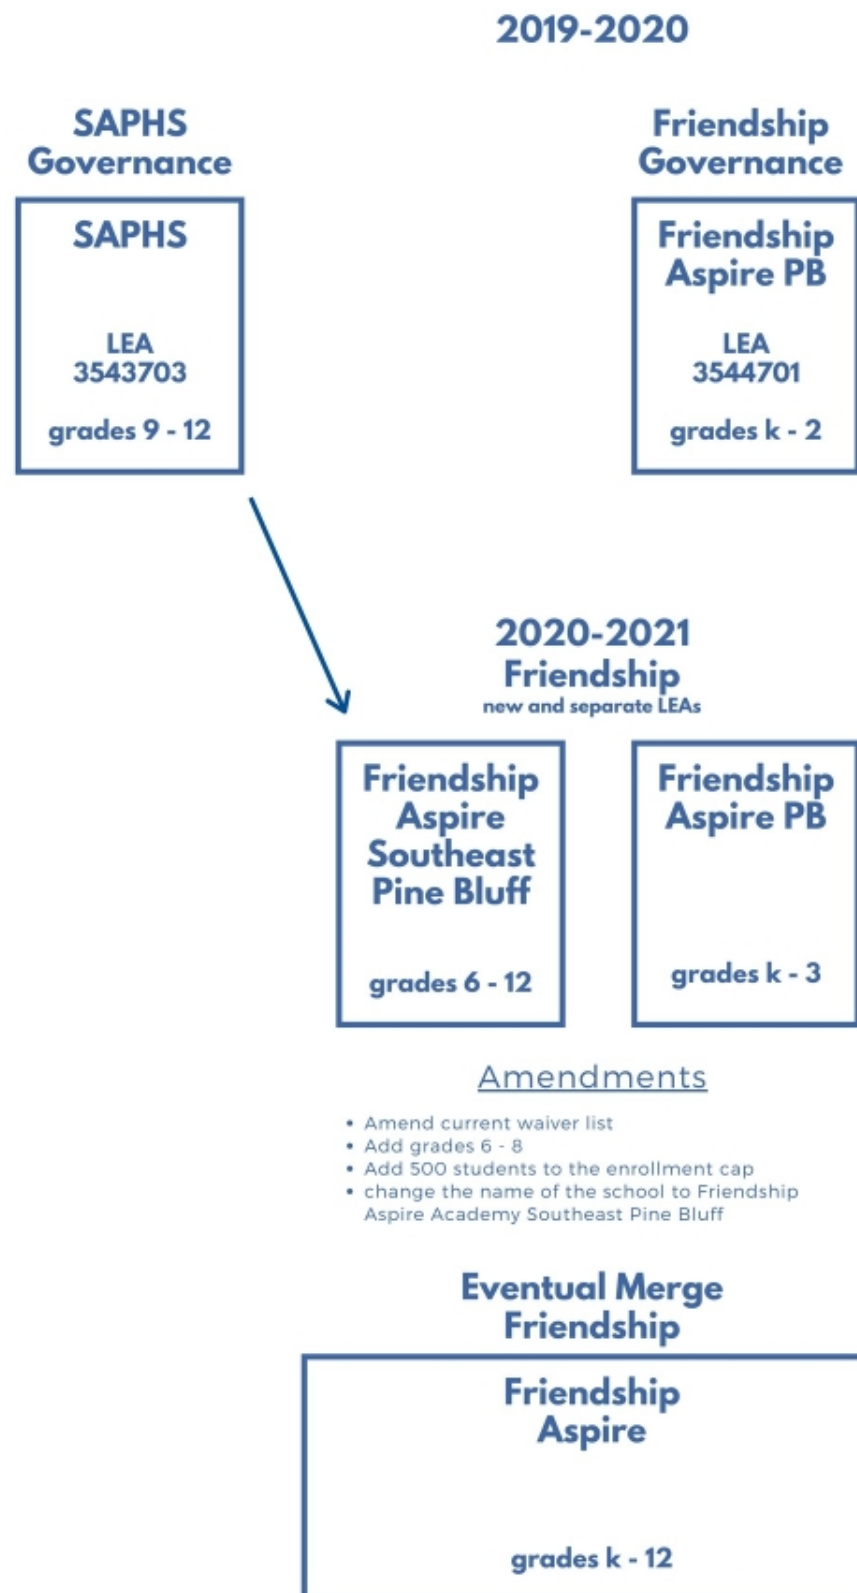 2019-2020
SAPHS
Governance
SAPHS
LEA
3543703
grades 9 - 12
Friendship
Governance
Friendship
Aspire PB
LEA
3544701
grades k - 2
2020-2021
Friendship
new and separate LEAs
Friendship
Aspire
Southeast
Pine Bluff
grades 6 - 12
Friendship
Aspire PB
grades k - 3
Amendments
• Amend current waiver list
• Add grades 6 - 8
• Add 500 students to the enrollment cap
• change the name of the school to Friendship
Aspire Academy Southeast Pine Bluff
Eventual Merge
Friendship
Friendship
Aspire
grades k - 12